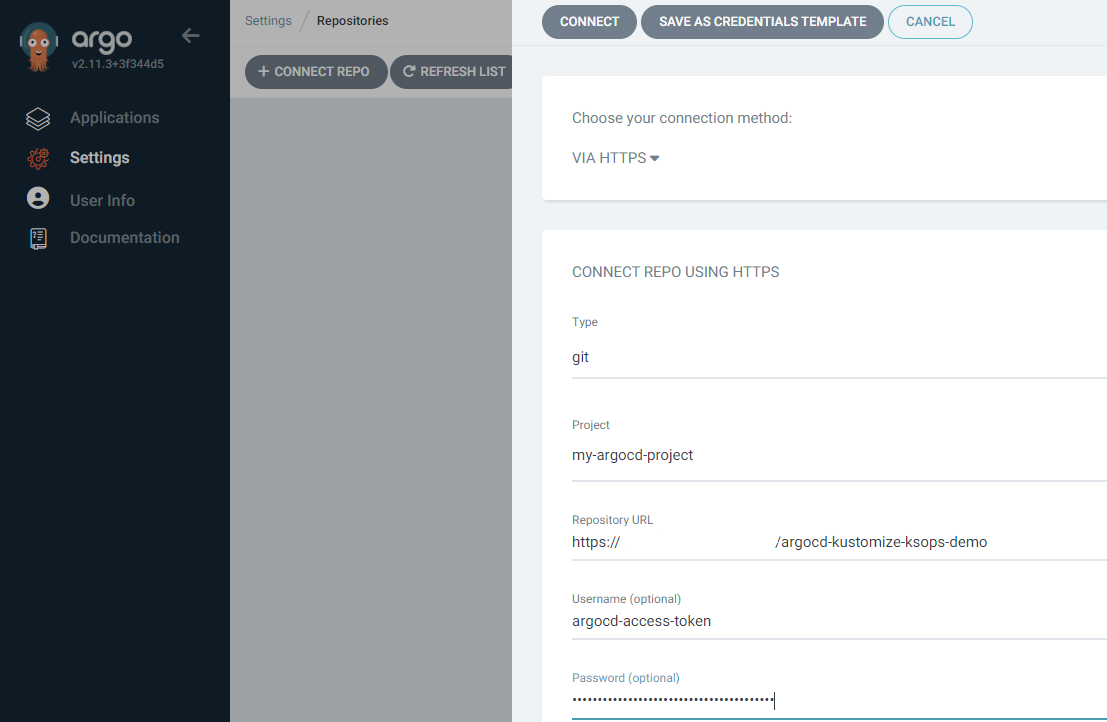 argo
v2.11.3+3f344d5
Applications
Settings
User Info
Documentation
Settings / Repositories
+ CONNECT REPO
REFRESH LIST
CONNECT
SAVE AS CREDENTIALS TEMPLATE
CANCEL
Choose your connection method:
VIA HTTPS
CONNECT REPO USING HTTPS
Type
git
Project
my-argocd-project
Repository URL
https:// /argocd-kustomize-ksops-demo
Username (optional)
argocd-access-token
Password (optional)